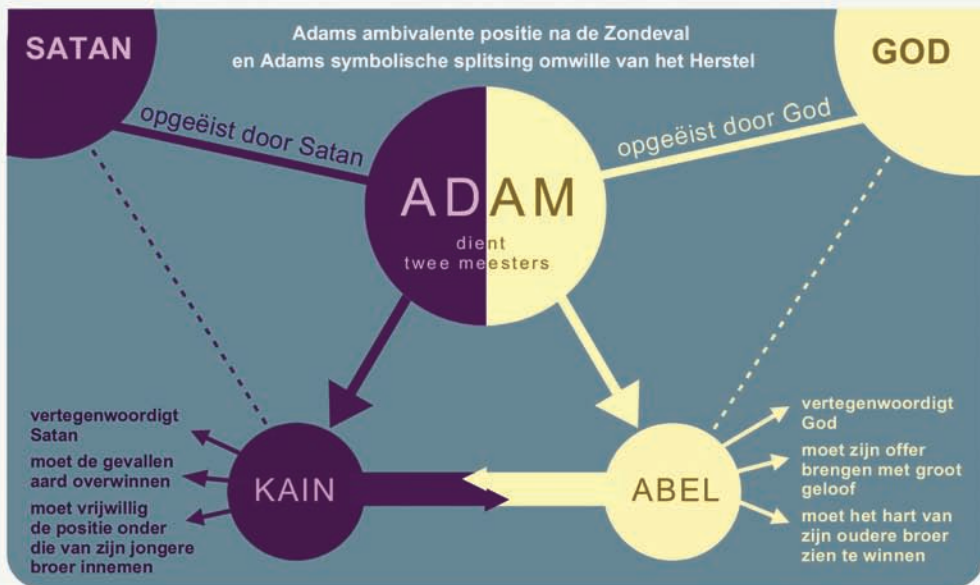 SATAN
Adams ambivalente positie na de Zondeval
en Adams symbolische splitsing omwille van het Herstel
GOD
opgeëist door Satan
opgeëist door God
ADAM
dient
twee meesters
vertegenwoordigt
Satan
moet de gevallen
aard overwinnen
moet vrijwillig
de positie onder
die van zijn jongere
broer innemen
KAIN
ABEL
vertegenwoordigt
God
moet zijn offer
brengen met groot
geloof
moet het hart van
zijn oudere broer
zien te winnen